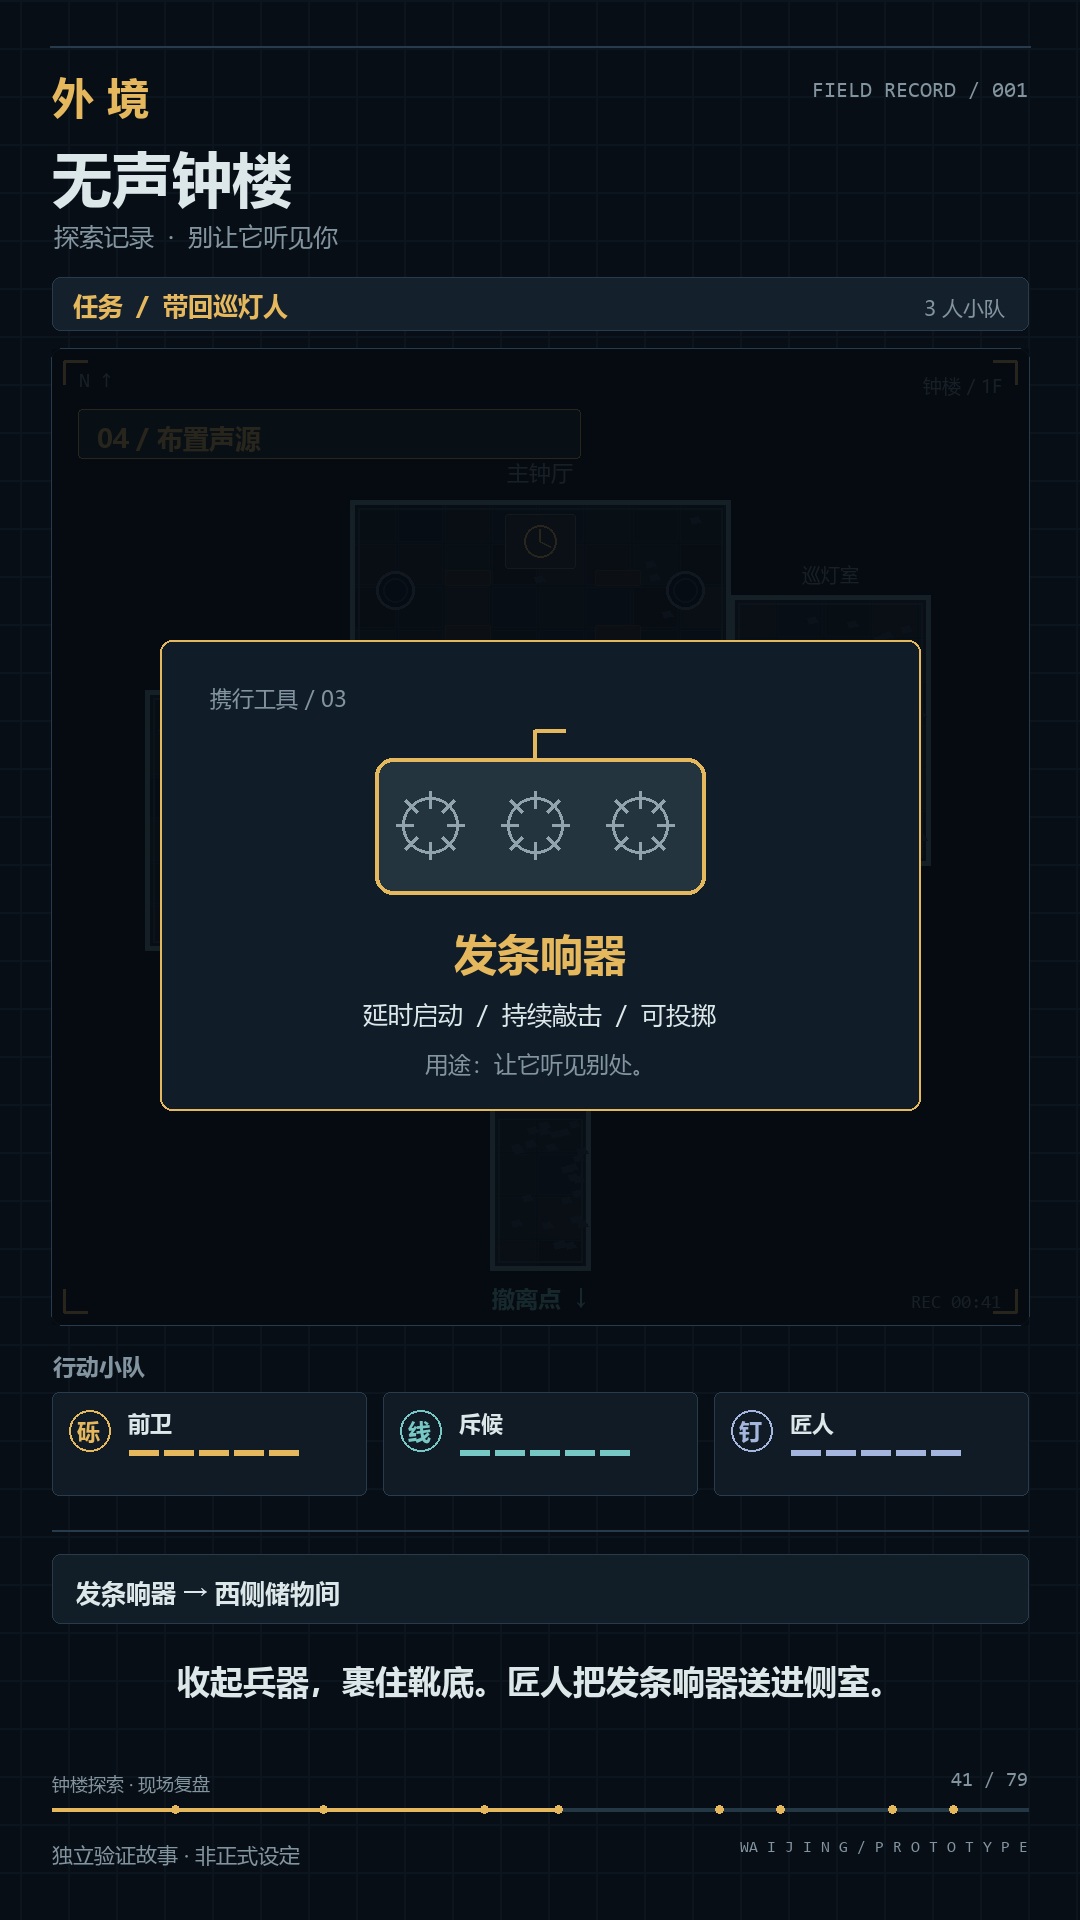 外境
FIELD RECORD / 001
无声钟楼
探索记录 · 别让它听见你
任务 / 带回巡灯人
3 人小队
N ↑
钟楼 / 1F
04 / 布置声源
主钟厅
巡灯室
携行工具 / 03
发条响器
延时启动 / 持续敲击 / 可投掷
用途：让它听见别处。
撤离点 ↓
REC 00:41
行动小队
砾 前卫
线 斥候
钉 匠人
发条响器 → 西侧储物间
收起兵器，裹住靴底。匠人把发条响器送进侧室。
钟楼探索 · 现场复盘
41 / 79
独立验证故事 · 非正式设定
WAIJING/PROTOTYPE